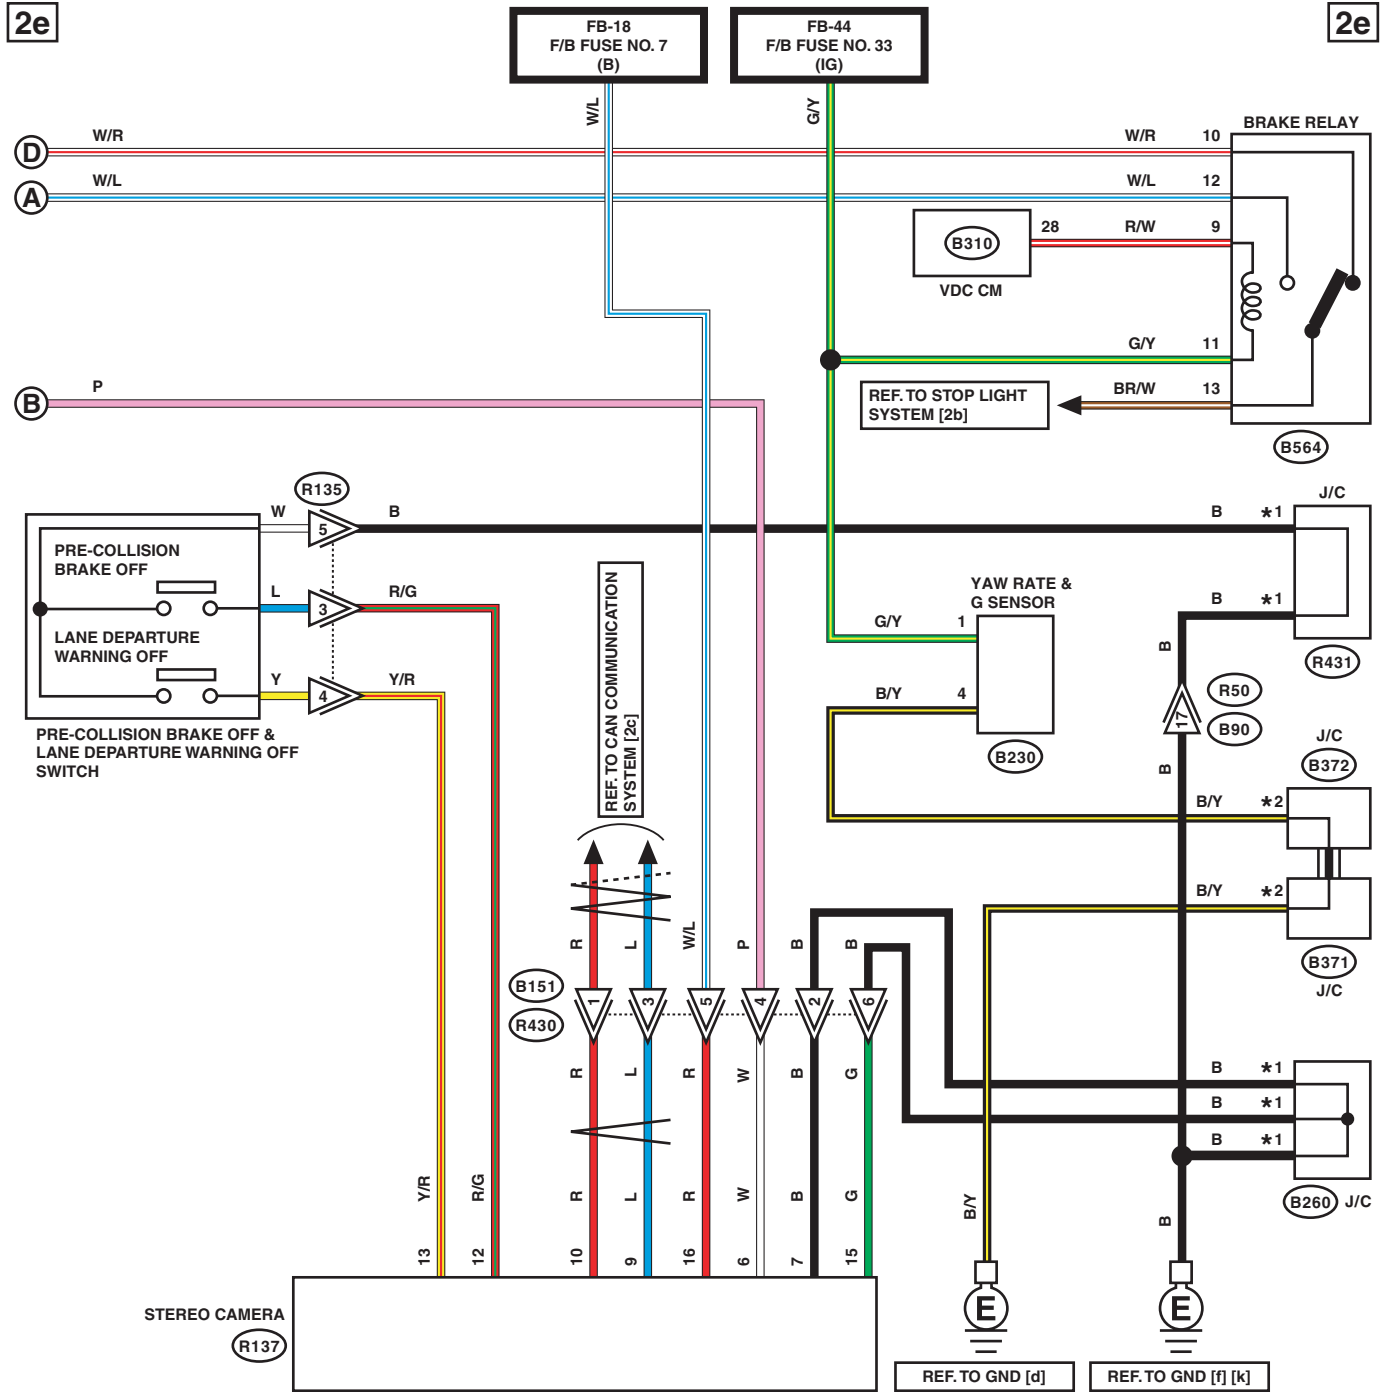 2e
2e
FB-18
F/B FUSE NO. 7
(B)
FB-44
F/B FUSE NO. 33
(IG)
W/L
G/Y
BRAKE RELAY
D
W/R
W/R
10
A
W/L
W/L
12
B310
28
R/W
9
VDC CM
G/Y
11
B
P
REF. TO STOP LIGHT
SYSTEM [2b]
BR/W
13
B564
R135
J/C
W
5
B
B
*1
PRE-COLLISION
BRAKE OFF
L
3
R/G
LANE DEPARTURE
WARNING OFF
Y
4
Y/R
PRE-COLLISION BRAKE OFF &
LANE DEPARTURE WARNING OFF
SWITCH
REF. TO CAN COMMUNICATION
SYSTEM [2c]
YAW RATE &
G SENSOR
G/Y
1
B/Y
4
B230
B
*1
R431
B
17
R50
B90
B
J/C
B372
B/Y
*2
B/Y
*2
B371
J/C
R
L
W/L
P
B
B
B151
R430
1
3
5
4
2
6
R
L
R
W
B
G
B
*1
B
*1
B
*1
B260
J/C
Y/R
R/G
R
L
R
W
B
G
B/Y
B
13
12
10
9
16
6
7
15
STEREO CAMERA
R137
E
E
REF. TO GND [d]
REF. TO GND [f] [k]